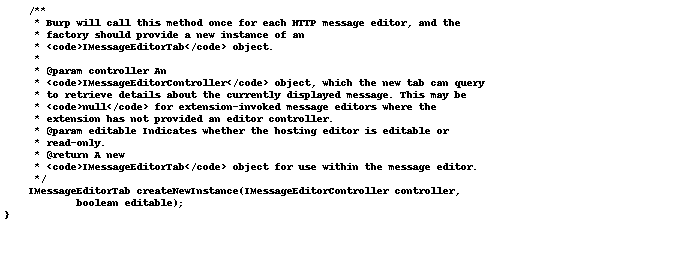 /**
* Burp will call this method once for each HTTP message editor, and the
* factory should provide a new instance of an
* <code>IMessageEditorTab</code> object.
*
* @param controller An
* <code>IMessageEditorController</code> object, which the new tab can query
* to retrieve details about the currently displayed message. This may be
* <code>null</code> for extension-invoked message editors where the
* extension has not provided an editor controller.
* @param editable Indicates whether the hosting editor is editable or
* read-only.
* @return A new
* <code>IMessageEditorTab</code> object for use within the message editor.
*/
IMessageEditorTab createNewInstance(IMessageEditorController controller,
boolean editable);
}